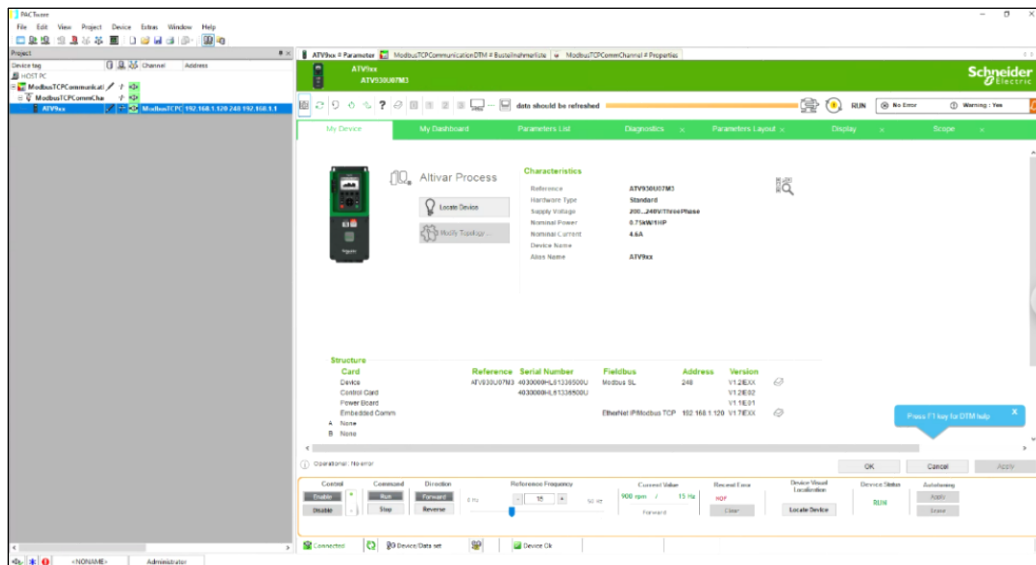 PACTware
File Edit View Project Device Extras Window Help
Project
Device tag Channel Address
HOST PC
ModbusTCPCommunicati
ModbusTCPCommCha
ATV9xx ModbusTCPC 192.168.1.120 248 192.168.1.1
ATV9xx # Parameter ModbusTCPCommunicationDTM # Busteilnehmerliste ModbusTCPCommChannel # Properties
ATV9xx
ATV930U07M3
Schneider
Electric
data should be refreshed RUN No Error Warning : Yes
My Device My Dashboard Parameters List Diagnostics x Parameters Layout x Display x Scope x
Altivar Process
Locate Device
Modify Topology ...
Characteristics
Reference ATV930U07M3
Hardware Type Standard
Supply Voltage 200...240V/ThreePhase
Nominal Power 0.75kW/1HP
Nominal Current 4.6A
Device Name
Alias Name ATV9xx
Structure
Card Reference Serial Number Fieldbus Address Version
Device ATV930U07M3 Modbus SL 248 V1.2IEXX
Control Card V1.2IE02
Power Board V1.1IE01
Embedded Comm EtherNet IP/Modbus TCP 192.168.1.120 V1.7IEXX
A None
B None
Press F1 key for DTM help X
Operational: No error
OK Cancel Apply
Control Command Direction Reference Frequency Current Value Recent Error Device Visual Localization Device Status Autotuning
Enable Run Forward 0 Hz - 15 + 50 Hz 900 rpm / 15 Hz NOF RUN Apply
Disable Stop Reverse Forward Clear Locate Device
Connected Device/Data set Device Ok
<NONAME> Administrator